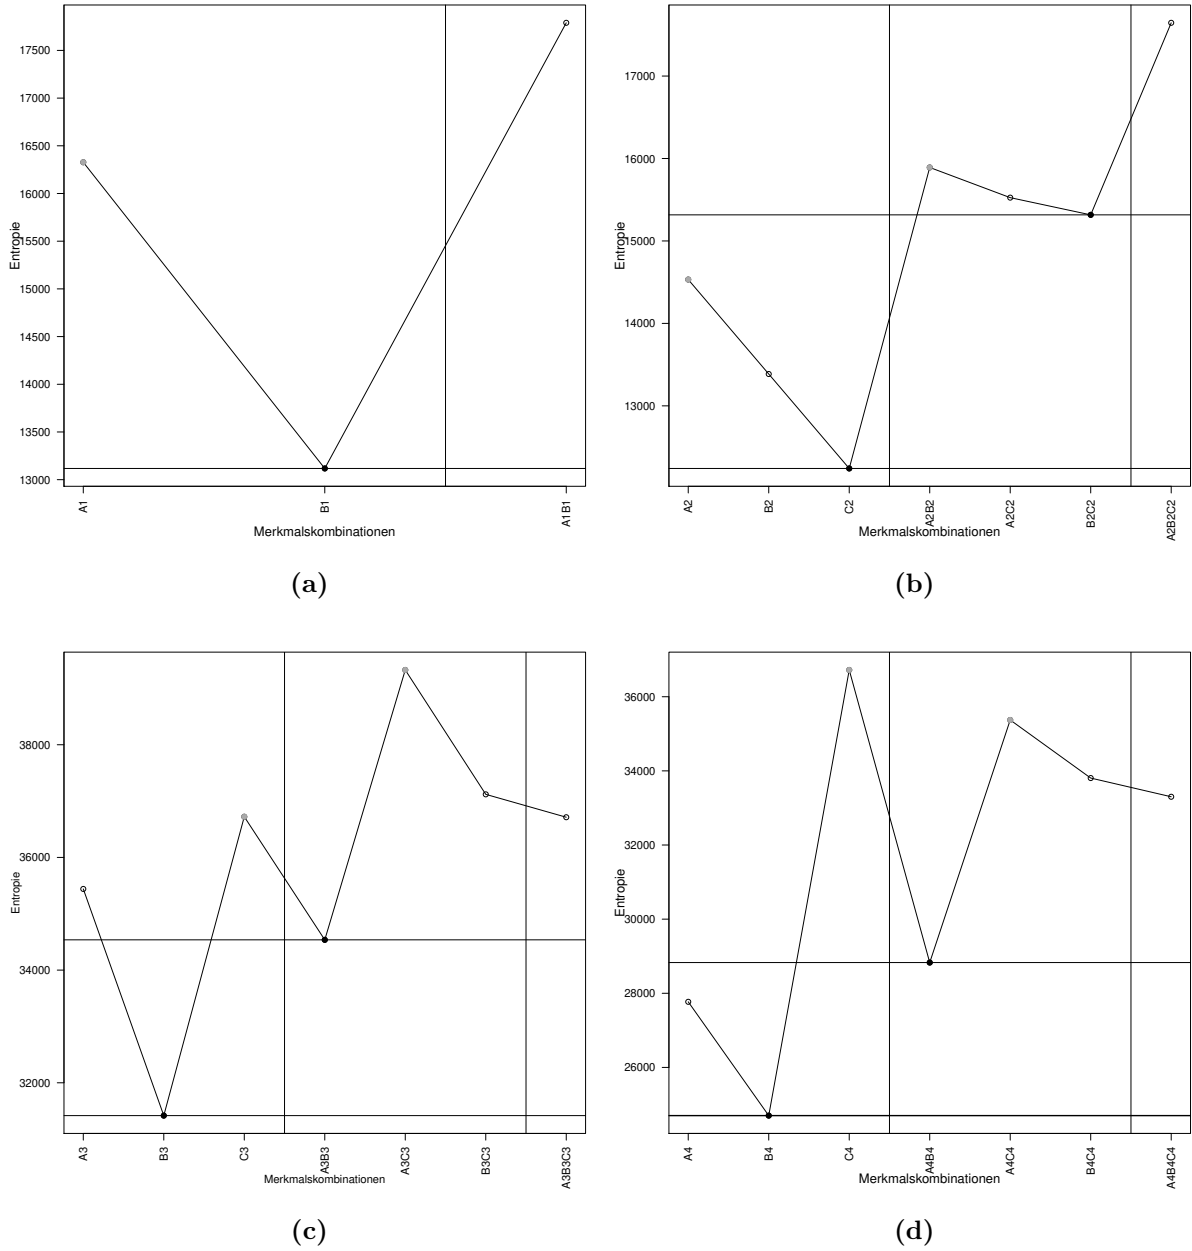 17500
17000
16500
16000
15500
15000
14500
14000
13500
13000
Entropie
A1
B1
A1B1
Merkmalskombinationen
(a)
17000
16000
15000
14000
13000
Entropie
A2
B2
C2
A2B2
A2C2
B2C2
A2B2C2
Merkmalskombinationen
(b)
38000
36000
34000
32000
Entropie
A3
B3
C3
A3B3
A3C3
B3C3
A3B3C3
Merkmalskombinationen
(c)
36000
34000
32000
30000
28000
26000
Entropie
A4
B4
C4
A4B4
A4C4
B4C4
A4B4C4
Merkmalskombinationen
(d)